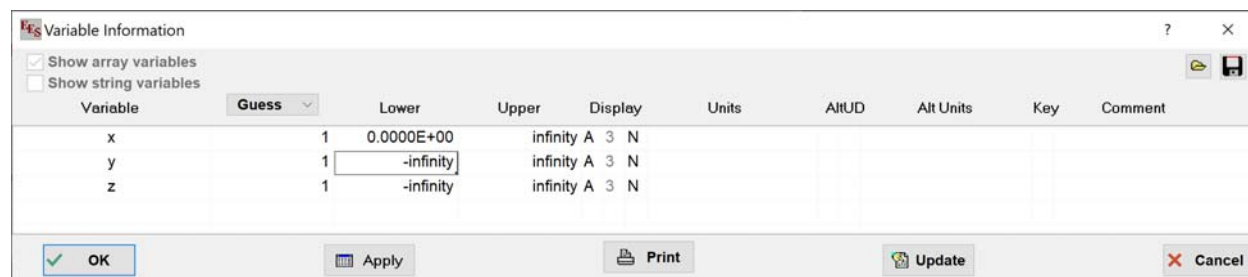 EES Variable Information ? ×
Show array variables
Show string variables
Variable Guess Lower Upper Display Units AltUD Alt Units Key Comment
x 1 0.0000E+00 infinity A 3 N
y 1 -infinity infinity A 3 N
z 1 -infinity infinity A 3 N
OK Apply Print Update Cancel